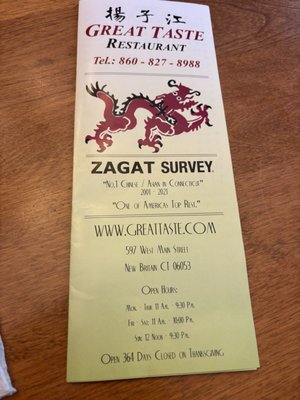 揚子江
GREAT TASTE
RESTAURANT
TEL.: 860 - 827 - 8988
ZAGAT SURVEY®
"NO.1 CHINESE / ASIAN IN CONNECTICUT"
2001 - 2021
"ONE OF AMERICAS TOP REST."
WWW.GREATTASTE.COM
597 WEST MAIN STREET
NEW BRITAIN CT 06053
OPEN HOURS:
MON - THUR 11 AM - 9:30 PM
FRI - SAT: 11 AM - 10:00 PM
SUN: 12 NOON - 9:30 PM
OPEN 364 DAYS CLOSED ON THANKSGIVING